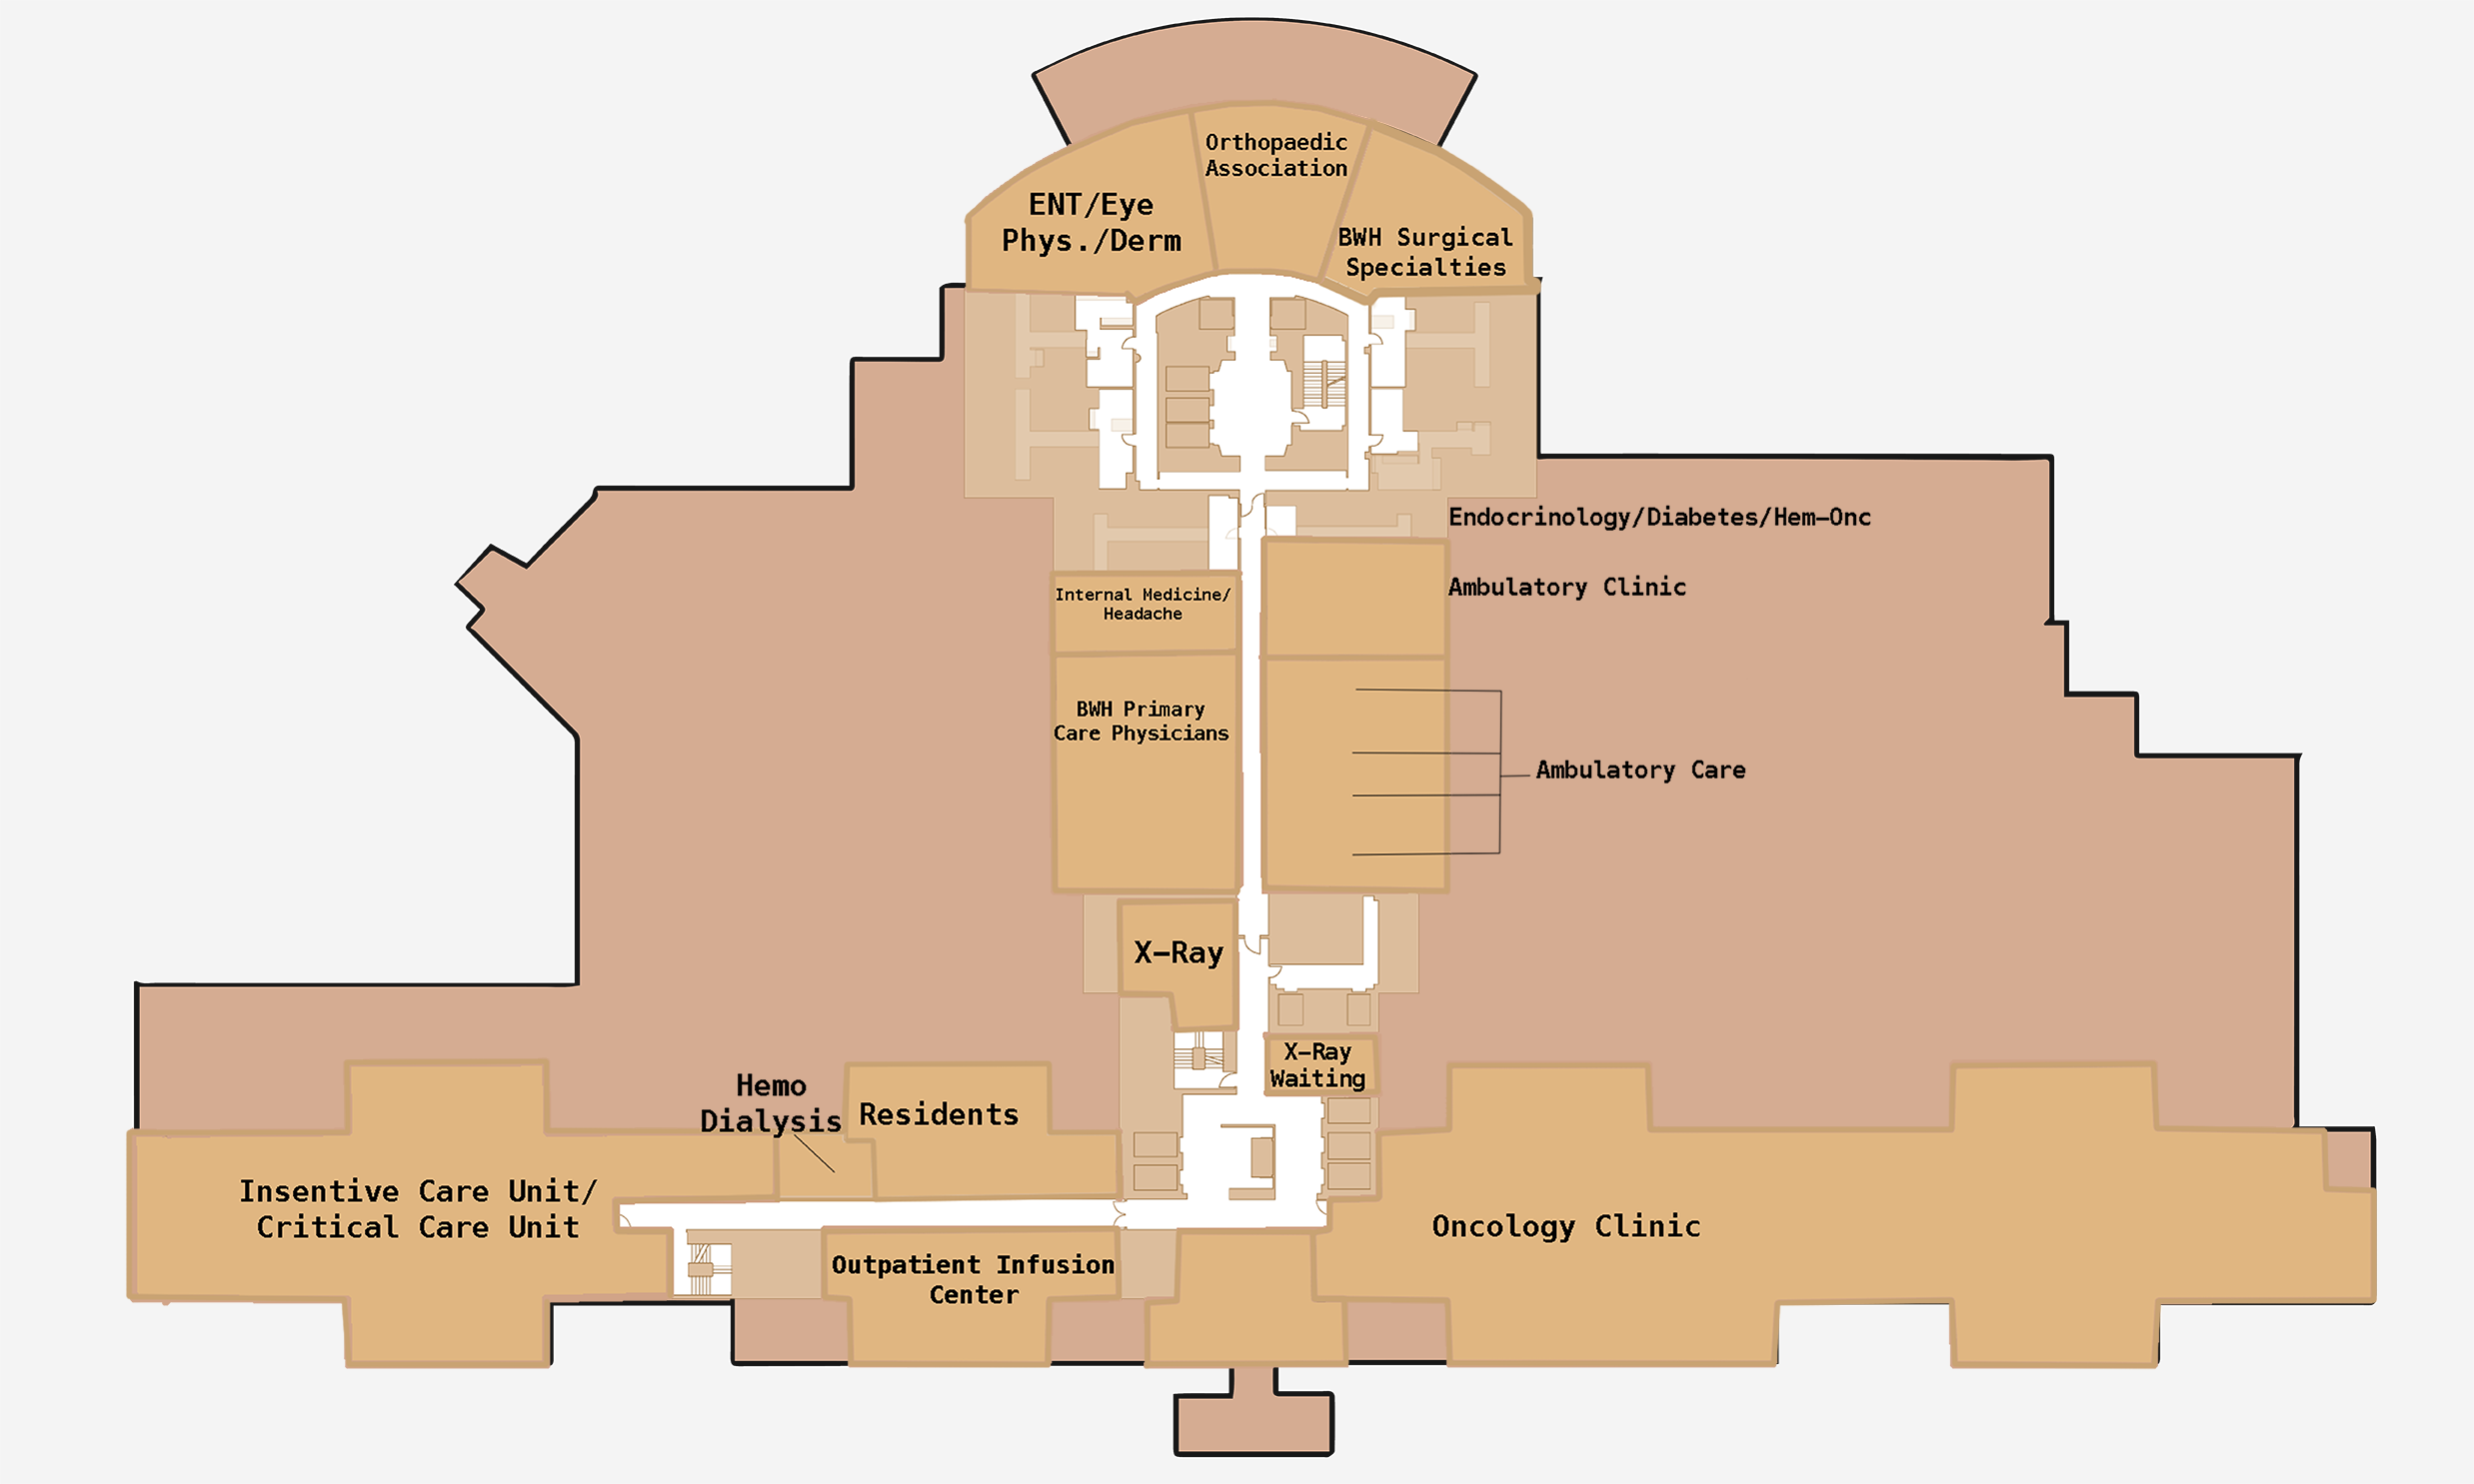 Orthopaedic
Association
ENT/Eye
Phys./Derm
BWH Surgical
Specialties
Endocrinology/Diabetes/Hem–Onc
Ambulatory Clinic
Internal Medicine/
Headache
BWH Primary
Care Physicians
Ambulatory Care
X–Ray
X–Ray
Waiting
Hemo
Dialysis
Residents
Insentive Care Unit/
Critical Care Unit
Oncology Clinic
Outpatient Infusion
Center